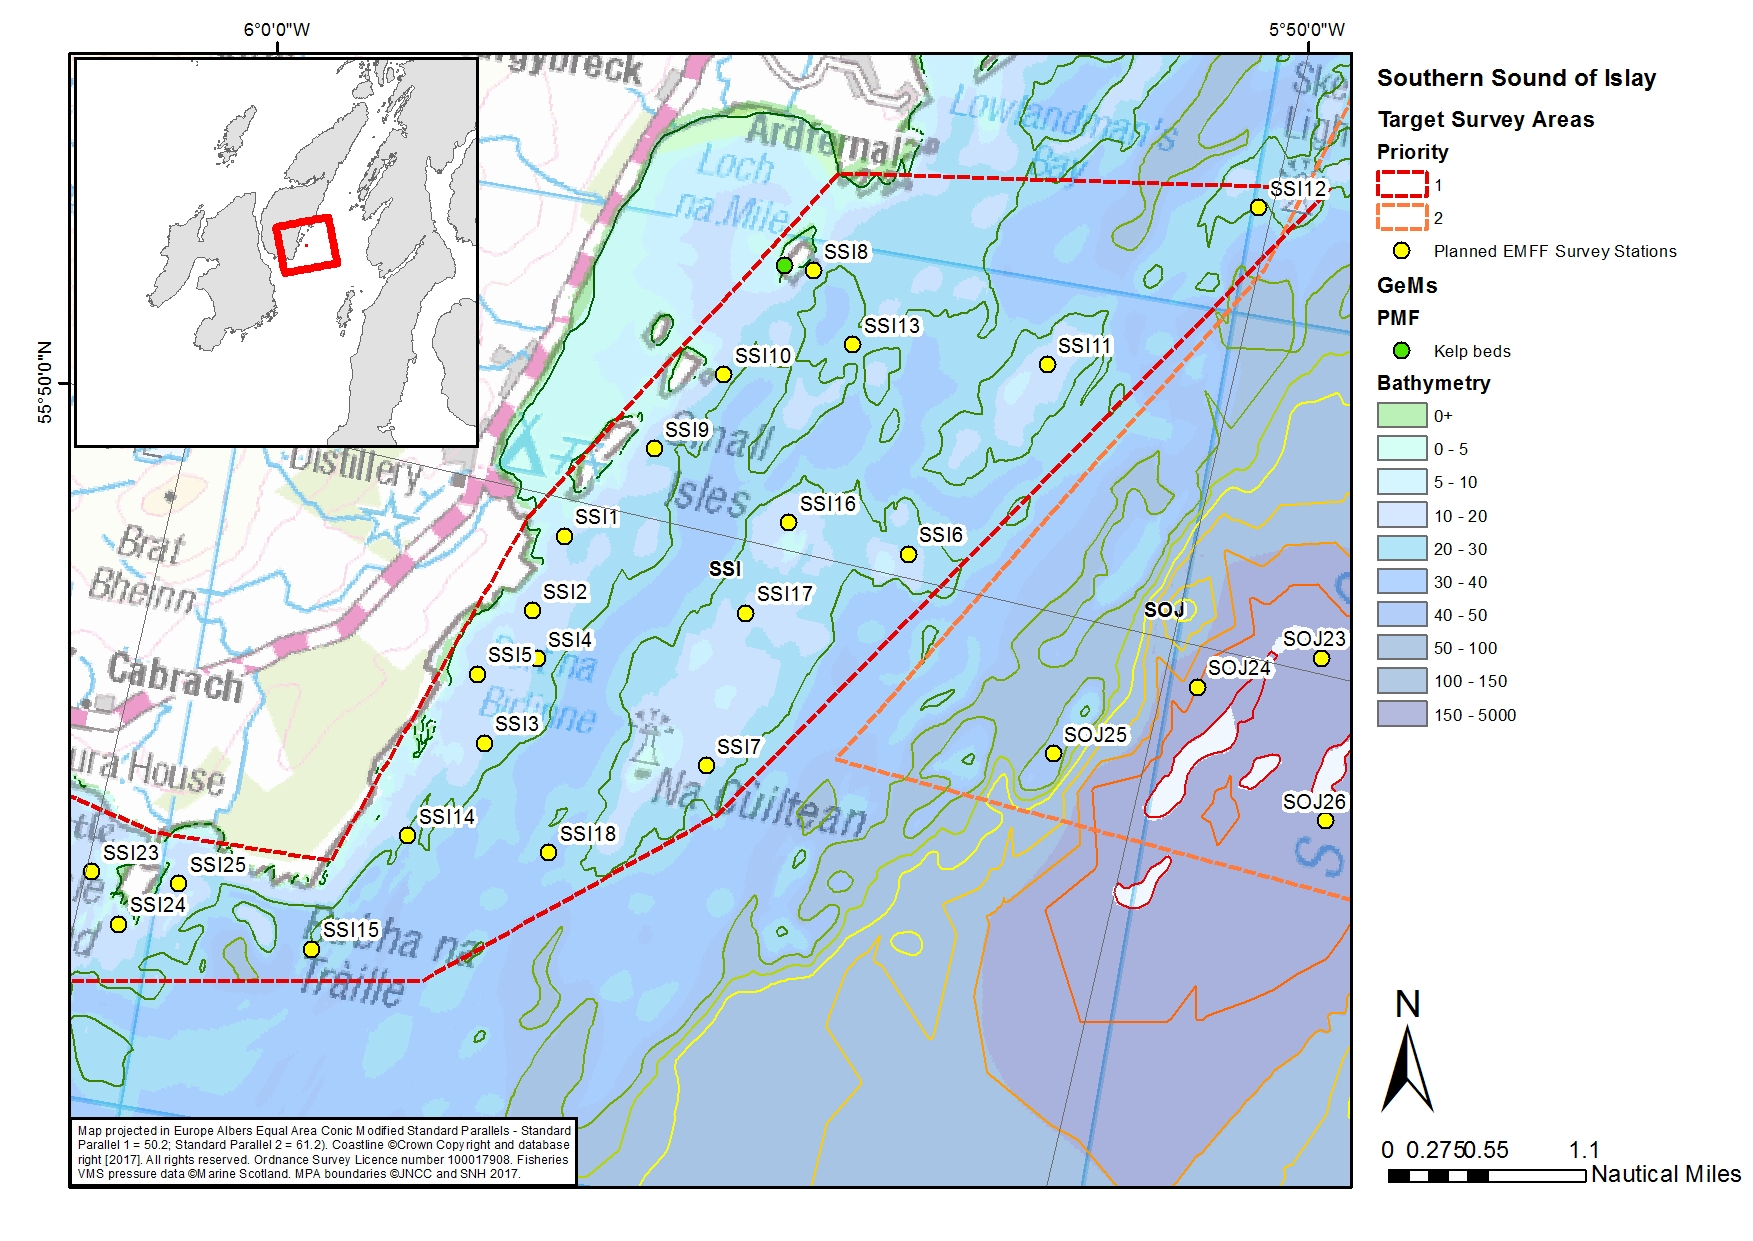 6°0'0"W
5°50'0"W
55°50'0"N
Southern Sound of Islay
Target Survey Areas
Priority
1
2
Planned EMFF Survey Stations
GeMs
PMF
Kelp beds
Bathymetry
0+
0 - 5
5 - 10
10 - 20
20 - 30
30 - 40
40 - 50
50 - 100
100 - 150
150 - 5000
N
0 0.275 0.55 1.1
Nautical Miles
Lowlandman's
Bay
Ardfernal
Loch
na Mile
SSI12
SSI8
SSI13
SSI10
SSI11
SSI9
Small
Isles
Distillery
SSI16
SSI1
SSI6
Brat
Bheinn
SSI
SSI2
SSI17
SOJ
SSI4
SSI5
SOJ23
SOJ24
Cabrach
SSI3
SOJ25
SSI7
ura House
Na Cùiltean
SOJ26
SSI14
SSI18
SSI23
SSI25
SSI24
SSI15
na
Tràille
S
Map projected in Europe Albers Equal Area Conic Modified Standard Parallels - Standard
Parallel 1 = 50.2; Standard Parallel 2 = 61.2). Coastline ©Crown Copyright and database
right [2017]. All rights reserved. Ordnance Survey Licence number 100017908. Fisheries
VMS pressure data ©Marine Scotland. MPA boundaries ©JNCC and SNH 2017.